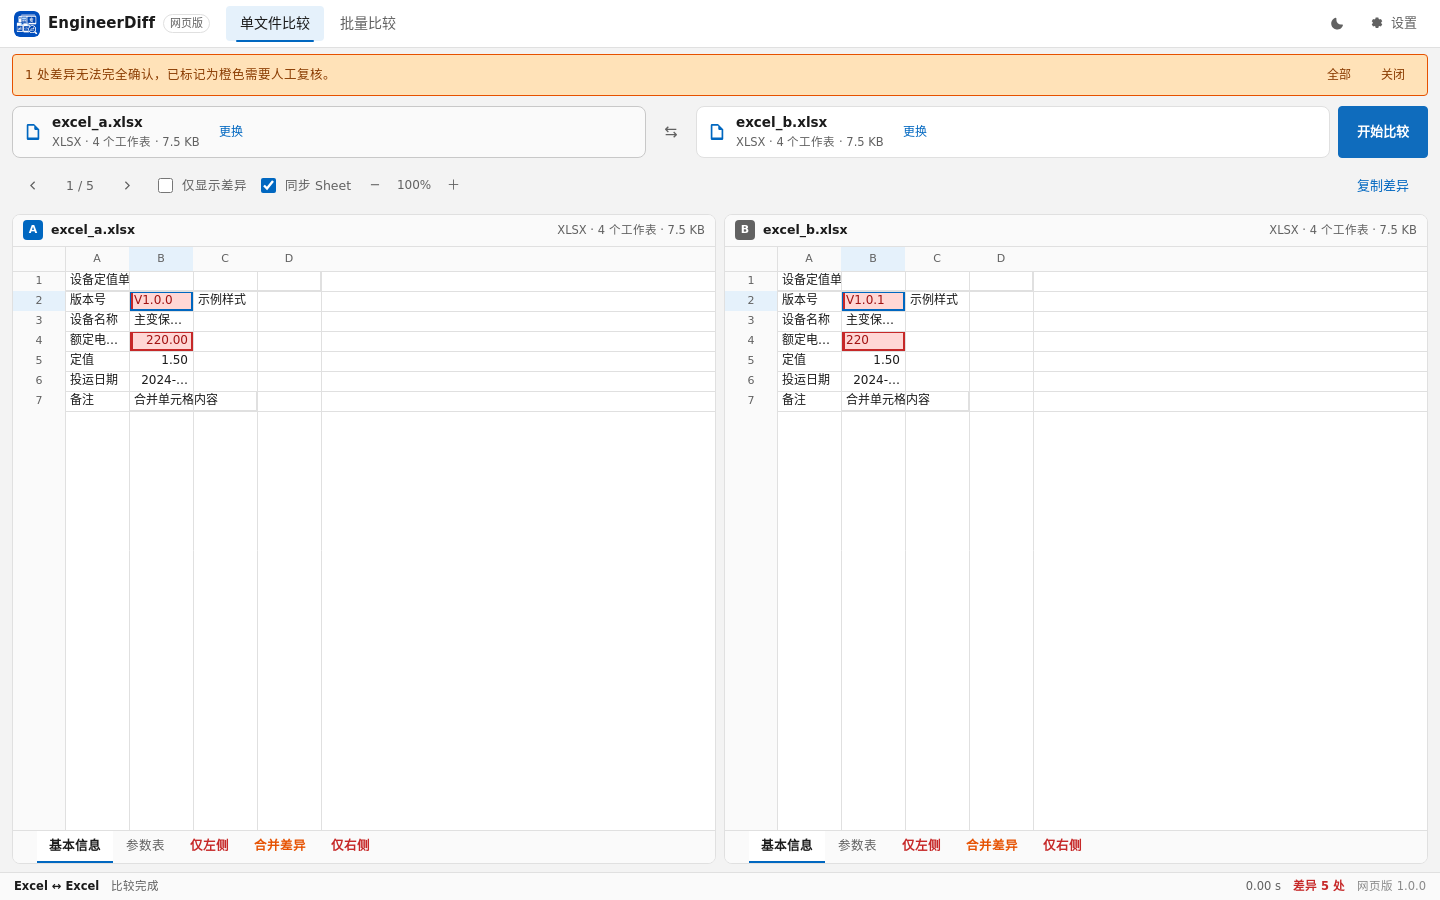 EngineerDiff 网页版 单文件比较 批量比较 设置
1 处差异无法完全确认，已标记为橙色需要人工复核。 全部 关闭
excel_a.xlsx
XLSX · 4 个工作表 · 7.5 KB
更换
⇆
excel_b.xlsx
XLSX · 4 个工作表 · 7.5 KB
更换
开始比较
‹ 1 / 5 › 仅显示差异 同步 Sheet − 100% + 复制差异
A excel_a.xlsx XLSX · 4 个工作表 · 7.5 KB
A B C D
1 设备定值单
2 版本号 V1.0.0 示例样式
3 设备名称 主变保...
4 额定电... 220.00
5 定值 1.50
6 投运日期 2024-...
7 备注 合并单元格内容
基本信息 参数表 仅左侧 合并差异 仅右侧
B excel_b.xlsx XLSX · 4 个工作表 · 7.5 KB
A B C D
1 设备定值单
2 版本号 V1.0.1 示例样式
3 设备名称 主变保...
4 额定电... 220
5 定值 1.50
6 投运日期 2024-...
7 备注 合并单元格内容
基本信息 参数表 仅左侧 合并差异 仅右侧
Excel ↔ Excel 比较完成 0.00 s 差异 5 处 网页版 1.0.0